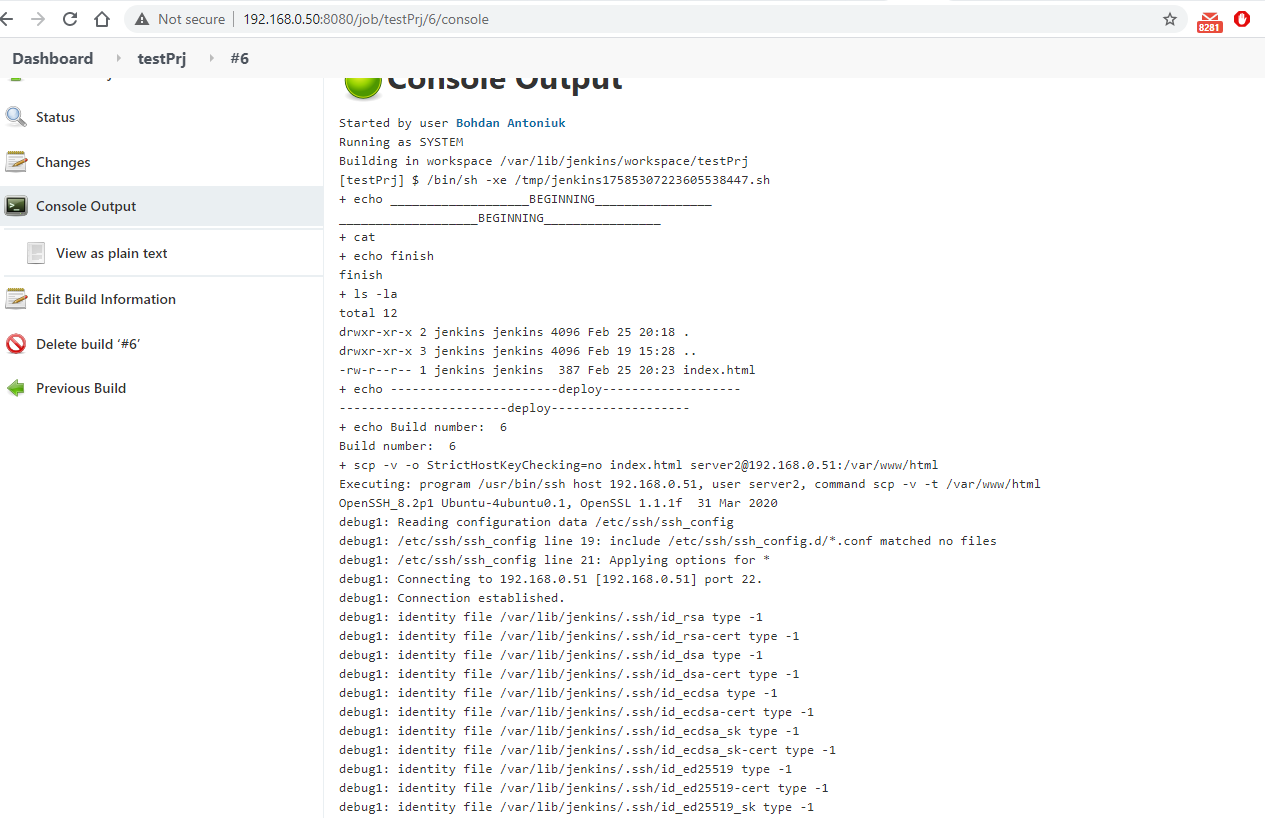 Not secure
192.168.0.50:8080/job/testPrj/6/console
8281
Dashboard
testPrj
#6
Status
Changes
Console Output
View as plain text
Edit Build Information
Delete build ‘#6’
Previous Build
Console Output
Started by user Bohdan Antoniuk
Running as SYSTEM
Building in workspace /var/lib/jenkins/workspace/testPrj
[testPrj] $ /bin/sh -xe /tmp/jenkins17585307223605538447.sh
+ echo ___________________BEGINNING________________
___________________BEGINNING________________
+ cat
+ echo finish
finish
+ ls -la
total 12
drwxr-xr-x 2 jenkins jenkins 4096 Feb 25 20:18 .
drwxr-xr-x 3 jenkins jenkins 4096 Feb 19 15:28 ..
-rw-r--r-- 1 jenkins jenkins  387 Feb 25 20:23 index.html
+ echo -----------------------deploy-------------------
-----------------------deploy-------------------
+ echo Build number:  6
Build number:  6
+ scp -v -o StrictHostKeyChecking=no index.html server2@192.168.0.51:/var/www/html
Executing: program /usr/bin/ssh host 192.168.0.51, user server2, command scp -v -t /var/www/html
OpenSSH_8.2p1 Ubuntu-4ubuntu0.1, OpenSSL 1.1.1f  31 Mar 2020
debug1: Reading configuration data /etc/ssh/ssh_config
debug1: /etc/ssh/ssh_config line 19: include /etc/ssh/ssh_config.d/*.conf matched no files
debug1: /etc/ssh/ssh_config line 21: Applying options for *
debug1: Connecting to 192.168.0.51 [192.168.0.51] port 22.
debug1: Connection established.
debug1: identity file /var/lib/jenkins/.ssh/id_rsa type -1
debug1: identity file /var/lib/jenkins/.ssh/id_rsa-cert type -1
debug1: identity file /var/lib/jenkins/.ssh/id_dsa type -1
debug1: identity file /var/lib/jenkins/.ssh/id_dsa-cert type -1
debug1: identity file /var/lib/jenkins/.ssh/id_ecdsa type -1
debug1: identity file /var/lib/jenkins/.ssh/id_ecdsa-cert type -1
debug1: identity file /var/lib/jenkins/.ssh/id_ecdsa_sk type -1
debug1: identity file /var/lib/jenkins/.ssh/id_ecdsa_sk-cert type -1
debug1: identity file /var/lib/jenkins/.ssh/id_ed25519 type -1
debug1: identity file /var/lib/jenkins/.ssh/id_ed25519-cert type -1
debug1: identity file /var/lib/jenkins/.ssh/id_ed25519_sk type -1